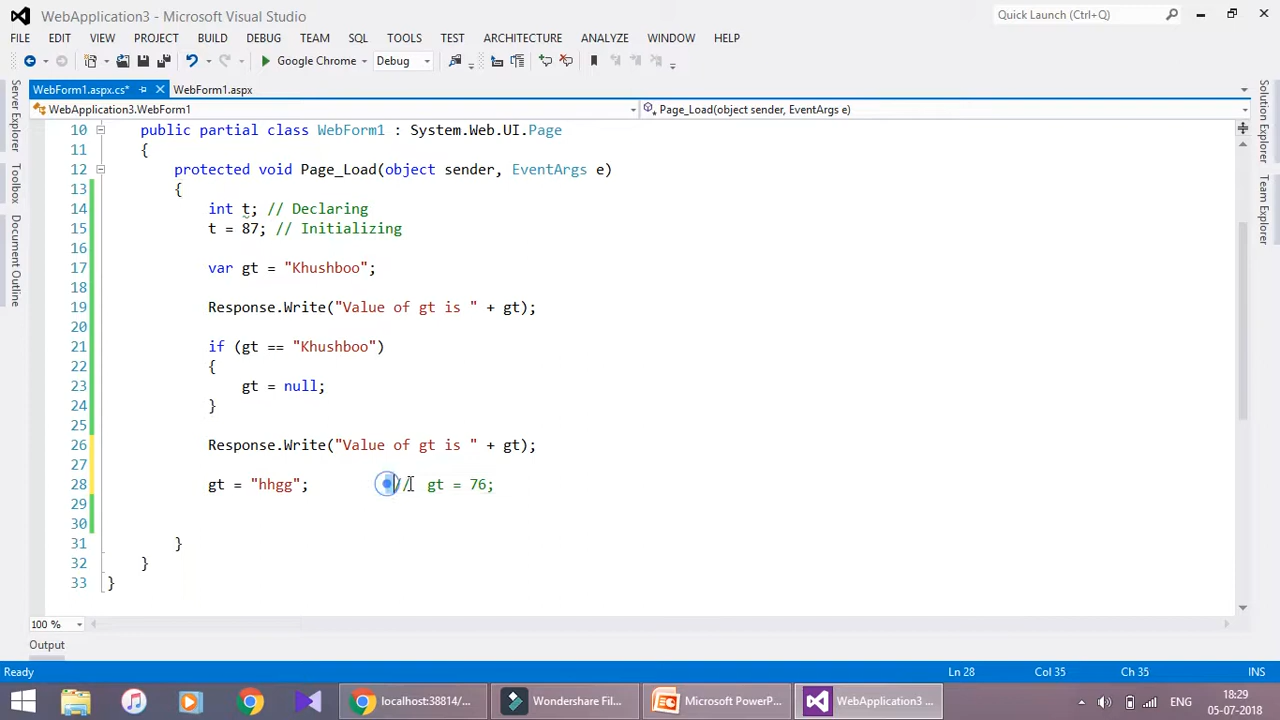 WebApplication3 - Microsoft Visual Studio
Quick Launch (Ctrl+Q)
FILE EDIT VIEW PROJECT BUILD DEBUG TEAM SQL TOOLS TEST ARCHITECTURE ANALYZE WINDOW HELP
Google Chrome Debug
WebForm1.aspx.cs* WebForm1.aspx
WebApplication3.WebForm1 Page_Load(object sender, EventArgs e)
Server Explorer
Toolbox
Document Outline
Solution Explorer
Team Explorer
10 public partial class WebForm1 : System.Web.UI.Page
11 {
12 protected void Page_Load(object sender, EventArgs e)
13 {
14 int t; // Declaring
15 t = 87; // Initializing
16
17 var gt = "Khushboo";
18
19 Response.Write("Value of gt is " + gt);
20
21 if (gt == "Khushboo")
22 {
23 gt = null;
24 }
25
26 Response.Write("Value of gt is " + gt);
27
28 gt = "hhgg"; // gt = 76;
29
30
31 }
32 }
33 }
100 %
Output
Ready Ln 28 Col 35 Ch 35 INS
localhost:38314/... Wondershare Fil... Microsoft PowerP... WebApplication3 ... ENG 18:29
05-07-2018